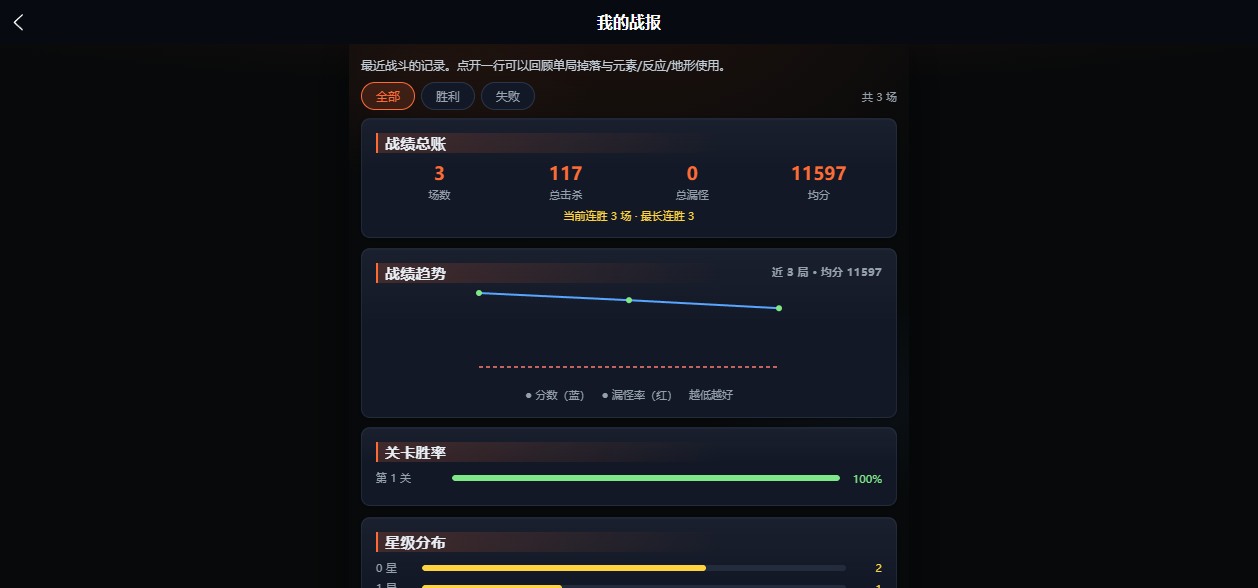 我的战报
最近战斗的记录。点开一行可以回顾单局掉落与元素/反应/地形使用。
全部 胜利 失败 共 3 场
战绩总账
3 117 0 11597
场数 总击杀 总漏怪 均分
当前连胜 3 场 · 最长连胜 3
战绩趋势 近 3 局 • 均分 11597
● 分数（蓝） ● 漏怪率（红） 越低越好
关卡胜率
第 1 关 100%
星级分布
0 星 2
1 星 1